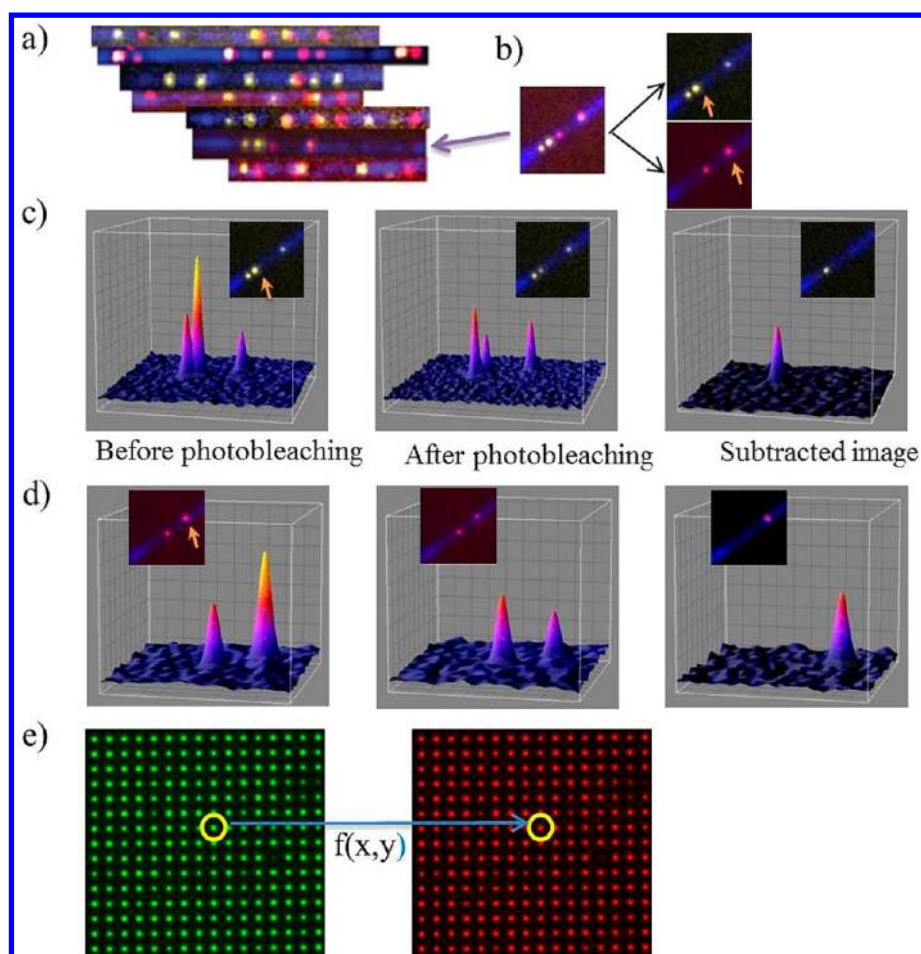 a)
b)
c)
Before photobleaching
After photobleaching
Subtracted image
d)
e)
f(x,y)